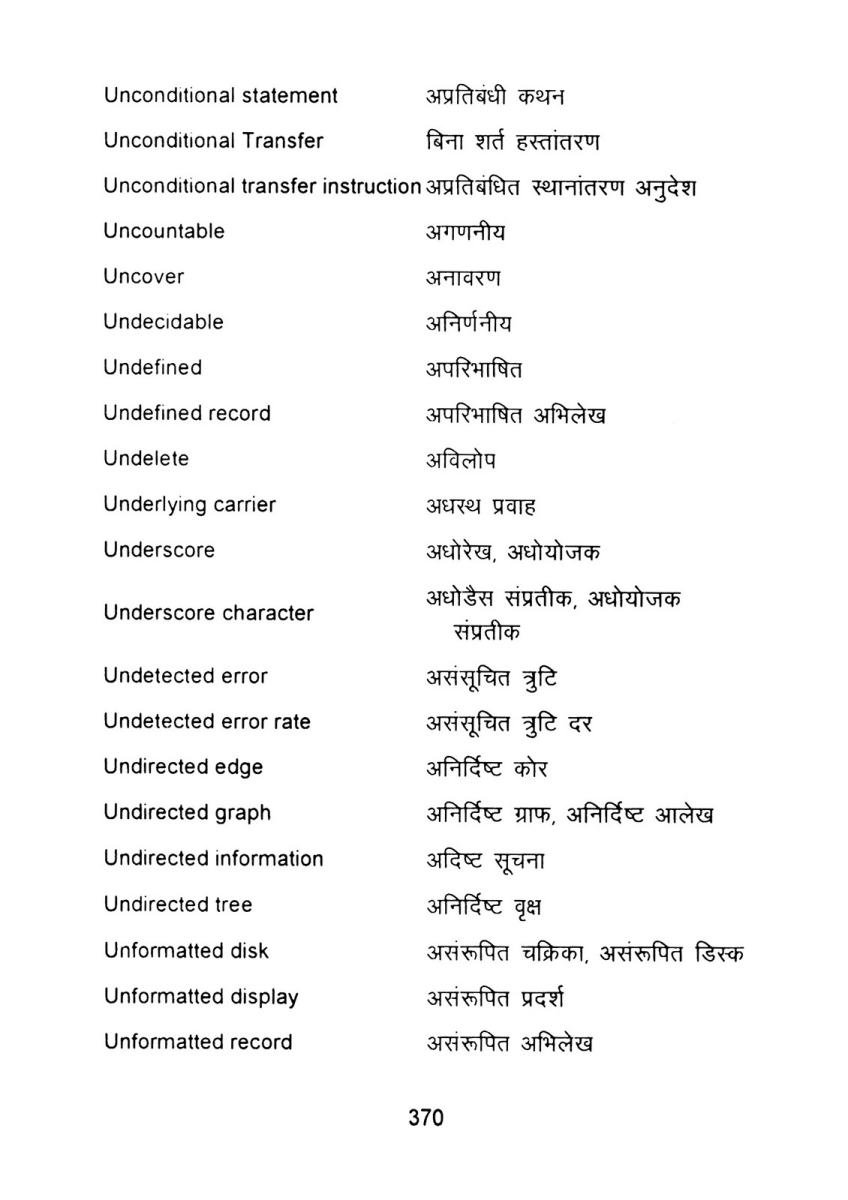 Unconditional statement अप्रतिबंधी कथन
Unconditional Transfer बिना शर्त हस्तांतरण
Unconditional transfer instruction अप्रतिबंधित स्थानांतरण अनुदेश
Uncountable अगणनीय
Uncover अनावरण
Undecidable अनिर्णनीय
Undefined अपरिभाषित
Undefined record अपरिभाषित अभिलेख
Undelete अविलोप
Underlying carrier अधस्थ प्रवाह
Underscore अधोरेख, अधोयोजक
Underscore character अधोडैस संप्रतीक, अधोयोजक
संप्रतीक
Undetected error असंसूचित त्रुटि
Undetected error rate असंसूचित त्रुटि दर
Undirected edge अनिर्दिष्ट कोर
Undirected graph अनिर्दिष्ट ग्राफ, अनिर्दिष्ट आलेख
Undirected information अदिष्ट सूचना
Undirected tree अनिर्दिष्ट वृक्ष
Unformatted disk असंरूपित चक्रिका, असंरूपित डिस्क
Unformatted display असंरूपित प्रदर्श
Unformatted record असंरूपित अभिलेख
370